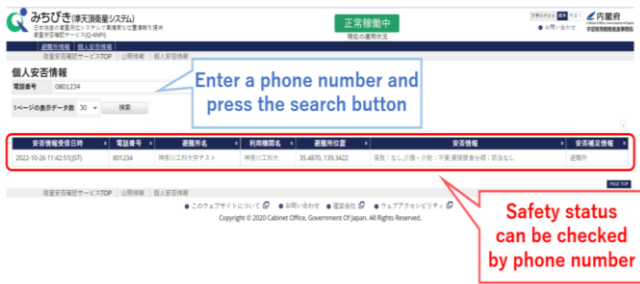 みちびき(準天頂衛星システム)
日本独自の衛星測位システムで高精度な位置情報を提供
衛星安否確認サービス(Q-ANPI)
正常稼働中
現在の運用状況
お問い合わせ
内閣府
避難所情報 個人安否情報
衛星安否確認サービスTOP 公開情報 個人安否情報
個人安否情報
電話番号 0801234
1ページの表示データ数 30 検索
Enter a phone number and
press the search button
安否情報受信日時 電話番号 避難所名 利用機関名 避難所位置 安否情報 安否補足情報
2022-10-26 11:42:51(JST) 801234 神奈川工科大学テスト 神奈川工科大 35.4870, 139.3422 避難所
PAGE TOP
衛星安否確認サービスTOP 公開情報 個人安否情報
このウェブサイトについて お問い合わせ 運営会社 ウェブアクセシビリティ
Copyright © 2020 Cabinet Office, Government Of Japan. All Rights Reserved.
Safety status
can be checked
by phone number